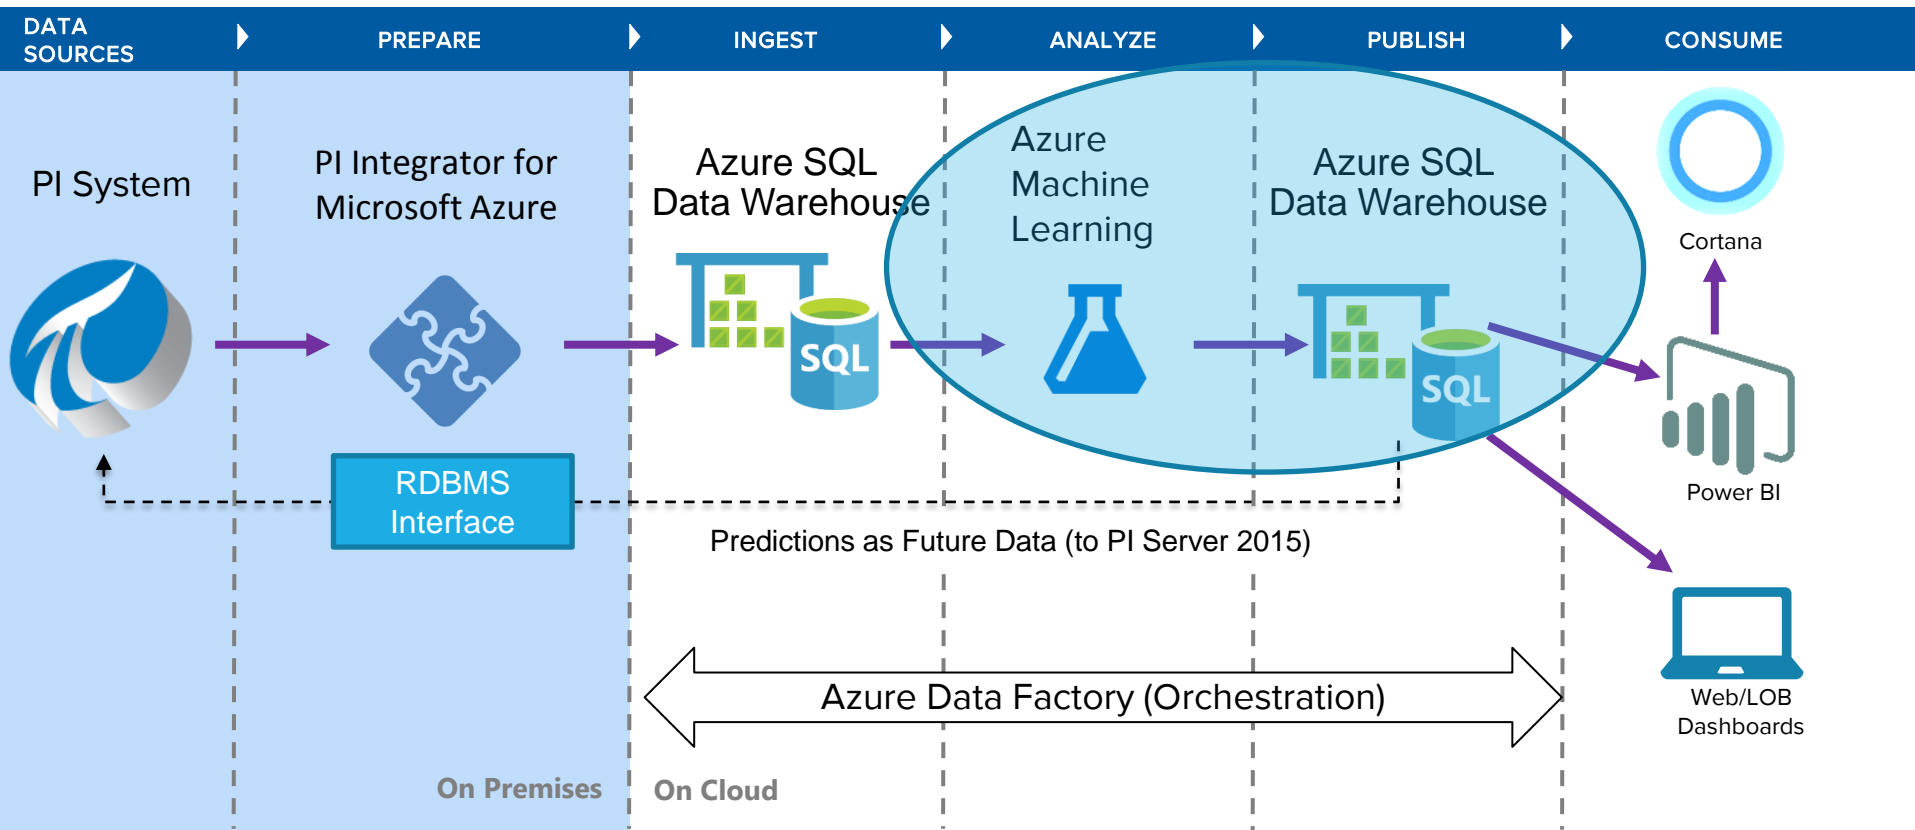 DATA
SOURCES
PREPARE
INGEST
ANALYZE
PUBLISH
CONSUME
PI System
PI Integrator for
Microsoft Azure
Azure SQL
Data Warehouse
Azure
Machine
Learning
Azure SQL
Data Warehouse
Cortana
SQL
SQL
Power BI
RDBMS
Interface
Predictions as Future Data (to PI Server 2015)
Azure Data Factory (Orchestration)
Web/LOB
Dashboards
On Premises
On Cloud